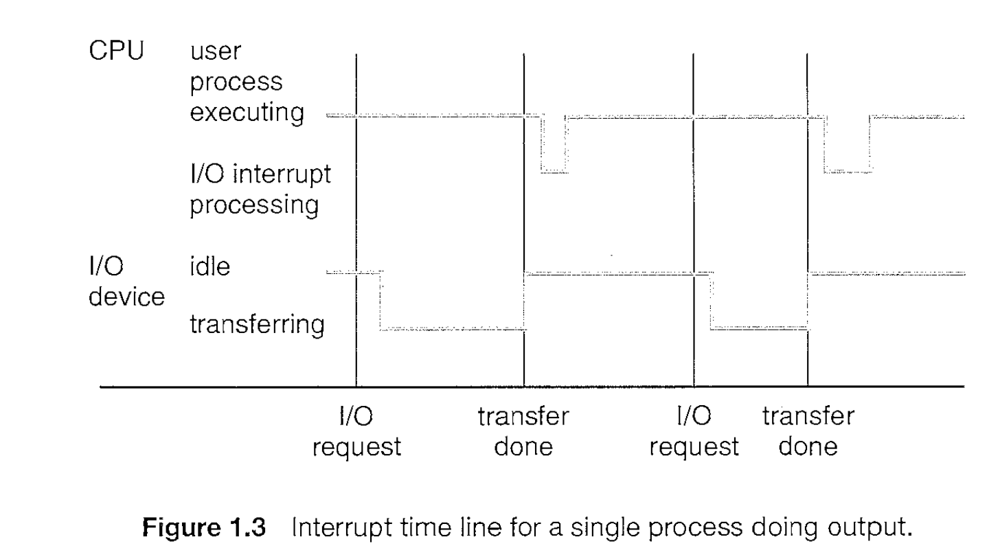 CPU
user
process
executing
I/O interrupt
processing
I/O
device
idle
transferring
I/O
request
transfer
done
I/O
request
transfer
done
Figure 1.3 Interrupt time line for a single process doing output.